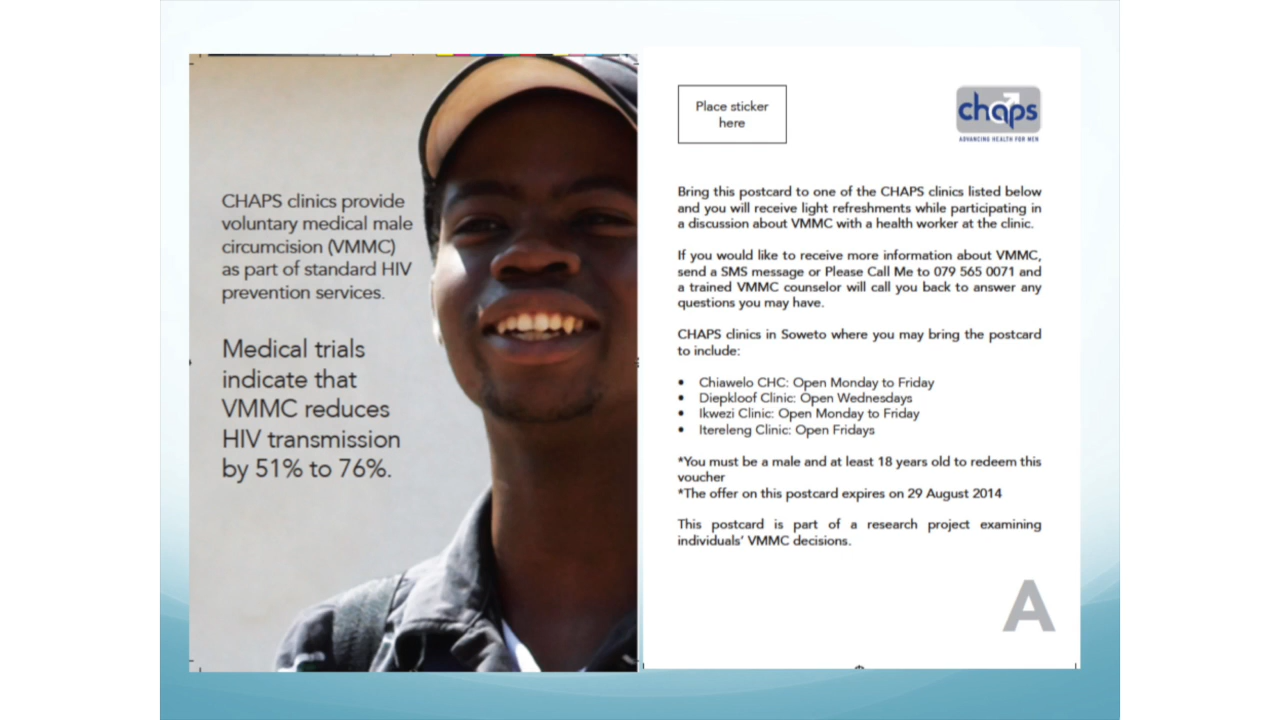 CHAPS clinics provide
voluntary medical male
circumcision (VMMC)
as part of standard HIV
prevention services.
Medical trials
indicate that
VMMC reduces
HIV transmission
by 51% to 76%.
Place sticker
here
chaps
ADVANCING HEALTH FOR MEN
Bring this postcard to one of the CHAPS clinics listed below
and you will receive light refreshments while participating in
a discussion about VMMC with a health worker at the clinic.
If you would like to receive more information about VMMC,
send a SMS message or Please Call Me to 079 565 0071 and
a trained VMMC counselor will call you back to answer any
questions you may have.
CHAPS clinics in Soweto where you may bring the postcard
to include:
• Chiawelo CHC: Open Monday to Friday
• Diepkloof Clinic: Open Wednesdays
• Ikwezi Clinic: Open Monday to Friday
• Itereleng Clinic: Open Fridays
*You must be a male and at least 18 years old to redeem this
voucher
*The offer on this postcard expires on 29 August 2014
This postcard is part of a research project examining
individuals' VMMC decisions.
A